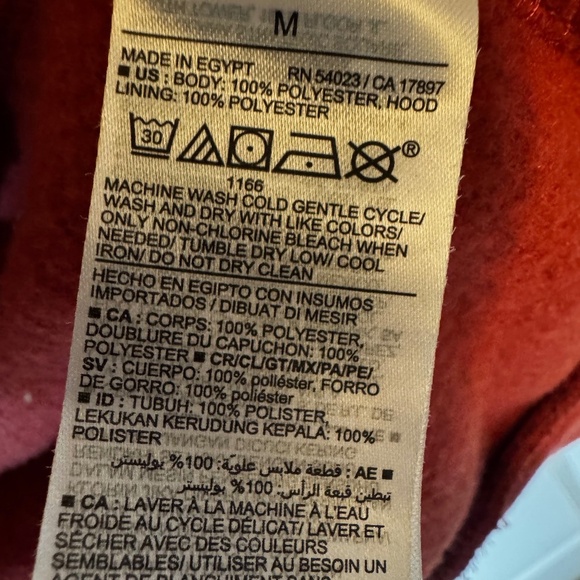 M
MADE IN EGYPT RN 54023 / CA 17897
■ US : BODY: 100% POLYESTER, HOOD
LINING: 100% POLYESTER
30 ®
1166
MACHINE WASH COLD GENTLE CYCLE/
WASH AND DRY WITH LIKE COLORS/
ONLY NON-CHLORINE BLEACH WHEN
NEEDED/ TUMBLE DRY LOW/ COOL
IRON/ DO NOT DRY CLEAN
HECHO EN EGIPTO CON INSUMOS
IMPORTADOS / DIBUAT DI MESIR
■ CA : CORPS: 100% POLYESTER,
DOUBLURE DU CAPUCHON: 100%
POLYESTER ■ CR/CL/GT/MX/PA/PE/
SV : CUERPO: 100% poliéster, FORRO
DE GORRO: 100% poliéster
■ ID : TUBUH: 100% POLISTER,
LEKUKAN KERUDUNG KEPALA: 100%
POLISTER
■ AE : قطعة ملابس علوية: 100% بوليستر,
تبطين قبعة الرأس: 100% بوليستر
■ CA : LAVER À LA MACHINE À L'EAU
FROIDE AU CYCLE DÉLICAT/ LAVER ET
SÉCHER AVEC DES COULEURS
SEMBLABLES/ UTILISER AU BESOIN UN
AGENT DE BLANCHIMENT SANS